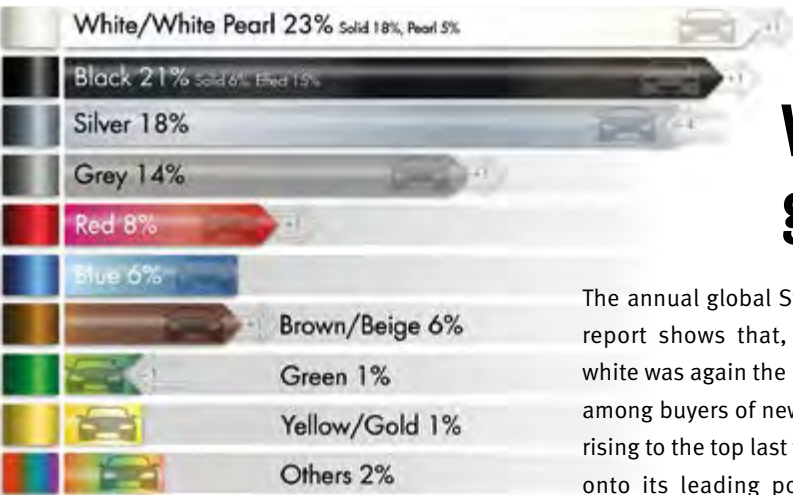 White/White Pearl 23% Solid 18%, Pearl 5%
Black 21% Solid 6%, Effect 15%
Silver 18%
Grey 14%
Red 8%
Blue 6%
Brown/Beige 6%
Green 1%
Yellow/Gold 1%
Others 2%
The annual global S
report shows that,
white was again the
among buyers of new
rising to the top last
onto its leading po